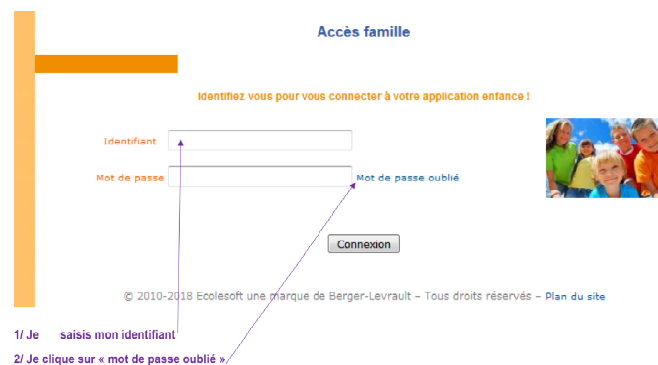 Accès famille
Identifiez vous pour vous connecter à votre application enfance !
Identifiant
Mot de passe Mot de passe oublié
Connexion
© 2010-2018 Ecolesoft une marque de Berger-Levrault – Tous droits réservés – Plan du site
1/ Je saisis mon identifiant
2/ Je clique sur « mot de passe oublié »